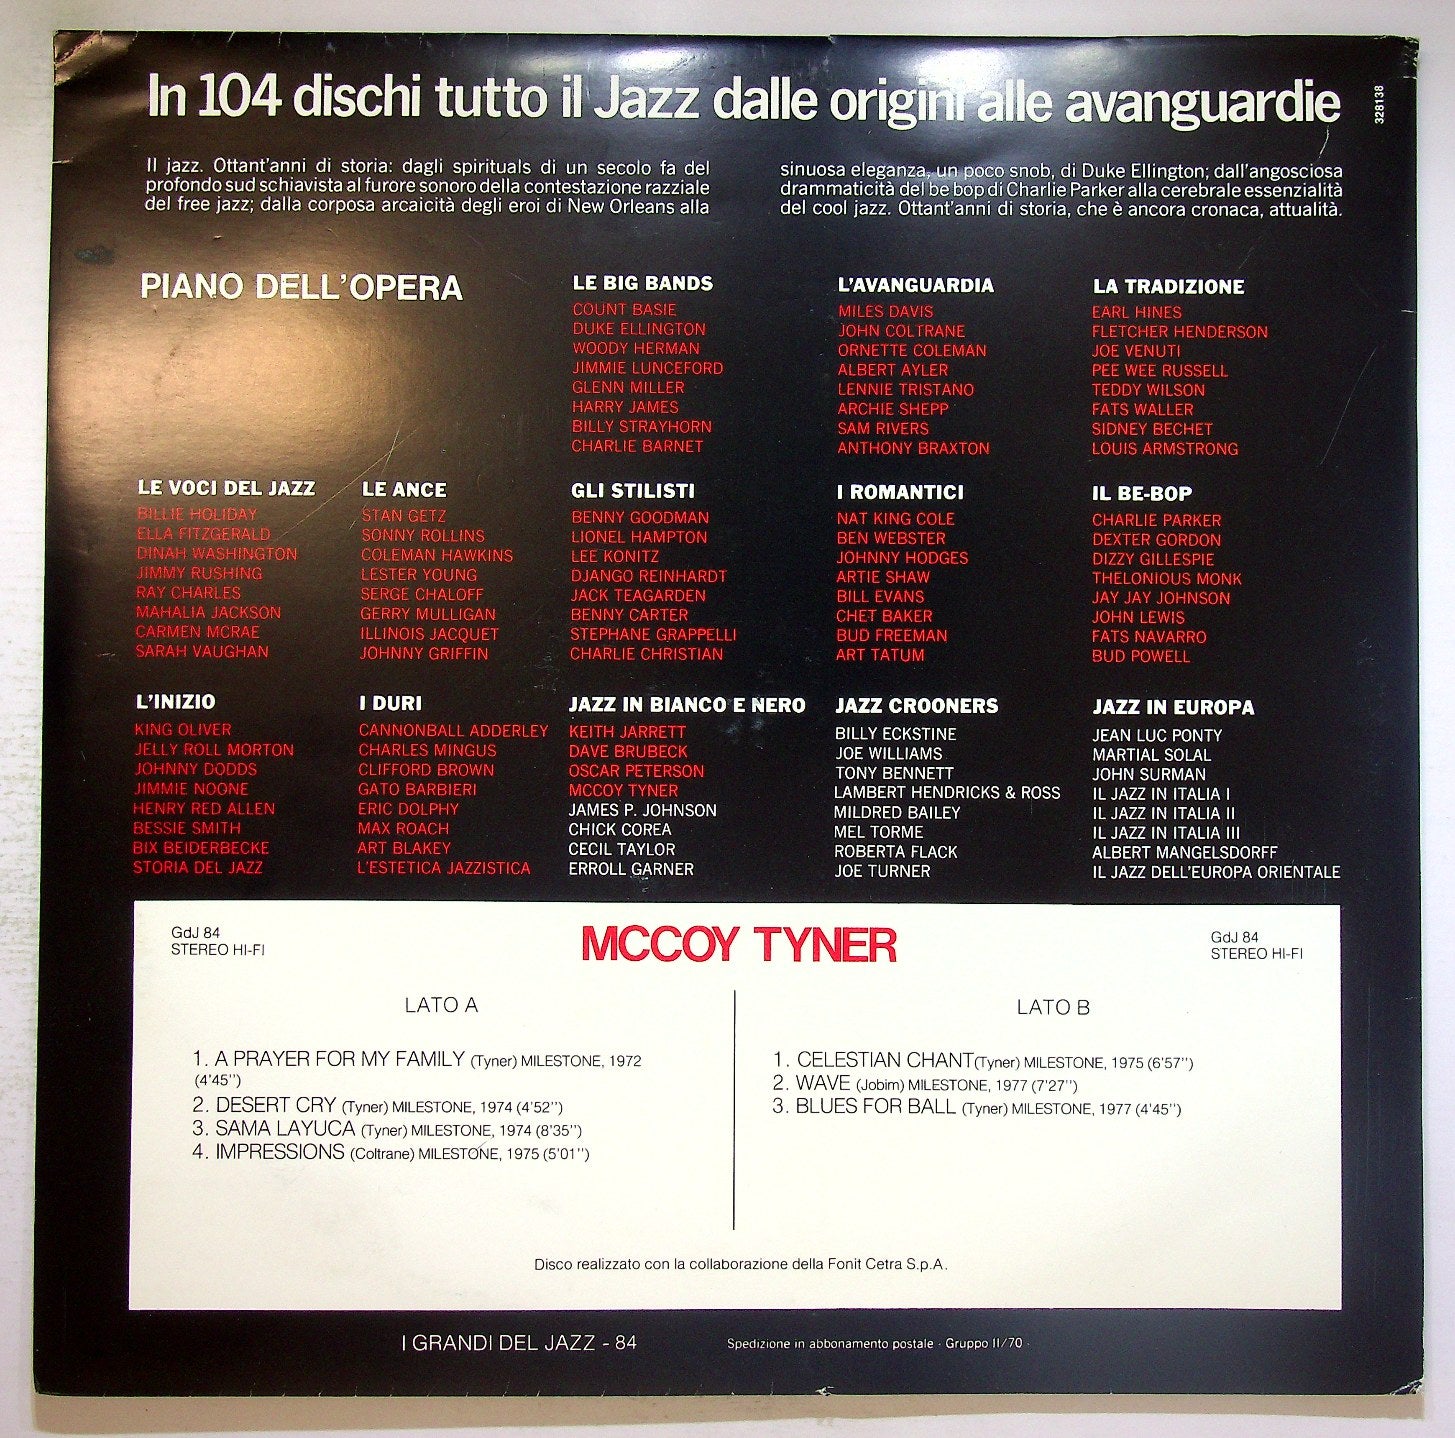 In 104 dischi tutto il Jazz dalle origini alle avanguardie
328138
Il jazz. Ottant'anni di storia: dagli spirituals di un secolo fa del
profondo sud schiavista al furore sonoro della contestazione razziale
del free jazz; dalla corposa arcaicità degli eroi di New Orleans alla
sinuosa eleganza, un poco snob, di Duke Ellington; dall'angosciosa
drammaticità del be bop di Charlie Parker alla cerebrale essenzialità
del cool jazz. Ottant'anni di storia, che è ancora cronaca, attualità.
PIANO DELL'OPERA
LE BIG BANDS
COUNT BASIE
DUKE ELLINGTON
WOODY HERMAN
JIMMIE LUNCEFORD
GLENN MILLER
HARRY JAMES
BILLY STRAYHORN
CHARLIE BARNET
L'AVANGUARDIA
MILES DAVIS
JOHN COLTRANE
ORNETTE COLEMAN
ALBERT AYLER
LENNIE TRISTANO
ARCHIE SHEPP
SAM RIVERS
ANTHONY BRAXTON
LA TRADIZIONE
EARL HINES
FLETCHER HENDERSON
JOE VENUTI
PEE WEE RUSSELL
TEDDY WILSON
FATS WALLER
SIDNEY BECHET
LOUIS ARMSTRONG
LE VOCI DEL JAZZ
BILLIE HOLIDAY
ELLA FITZGERALD
DINAH WASHINGTON
JIMMY RUSHING
RAY CHARLES
MAHALIA JACKSON
CARMEN MCRAE
SARAH VAUGHAN
LE ANCE
STAN GETZ
SONNY ROLLINS
COLEMAN HAWKINS
LESTER YOUNG
SERGE CHALOFF
GERRY MULLIGAN
ILLINOIS JACQUET
JOHNNY GRIFFIN
GLI STILISTI
BENNY GOODMAN
LIONEL HAMPTON
LEE KONITZ
DJANGO REINHARDT
JACK TEAGARDEN
BENNY CARTER
STEPHANE GRAPPELLI
CHARLIE CHRISTIAN
I ROMANTICI
NAT KING COLE
BEN WEBSTER
JOHNNY HODGES
ARTIE SHAW
BILL EVANS
CHET BAKER
BUD FREEMAN
ART TATUM
IL BE-BOP
CHARLIE PARKER
DEXTER GORDON
DIZZY GILLESPIE
THELONIOUS MONK
JAY JAY JOHNSON
JOHN LEWIS
FATS NAVARRO
BUD POWELL
L'INIZIO
KING OLIVER
JELLY ROLL MORTON
JOHNNY DODDS
JIMMIE NOONE
HENRY RED ALLEN
BESSIE SMITH
BIX BEIDERBECKE
STORIA DEL JAZZ
I DURI
CANNONBALL ADDERLEY
CHARLES MINGUS
CLIFFORD BROWN
GATO BARBIERI
ERIC DOLPHY
MAX ROACH
ART BLAKEY
L'ESTETICA JAZZISTICA
JAZZ IN BIANCO E NERO
KEITH JARRETT
DAVE BRUBECK
OSCAR PETERSON
MCCOY TYNER
JAMES P. JOHNSON
CHICK COREA
CECIL TAYLOR
ERROLL GARNER
JAZZ CROONERS
BILLY ECKSTINE
JOE WILLIAMS
TONY BENNETT
LAMBERT HENDRICKS & ROSS
MILDRED BAILEY
MEL TORME
ROBERTA FLACK
JOE TURNER
JAZZ IN EUROPA
JEAN LUC PONTY
MARTIAL SOLAL
JOHN SURMAN
IL JAZZ IN ITALIA I
IL JAZZ IN ITALIA II
IL JAZZ IN ITALIA III
ALBERT MANGELSDORFF
IL JAZZ DELL'EUROPA ORIENTALE
GdJ 84
STEREO HI-FI
MCCOY TYNER
GdJ 84
STEREO HI-FI
LATO A
1. A PRAYER FOR MY FAMILY (Tyner) MILESTONE, 1972
(4'45")
2. DESERT CRY (Tyner) MILESTONE, 1974 (4'52")
3. SAMA LAYUCA (Tyner) MILESTONE, 1974 (8'35")
4. IMPRESSIONS (Coltrane) MILESTONE, 1975 (5'01")
LATO B
1. CELESTIAN CHANT(Tyner) MILESTONE, 1975 (6'57")
2. WAVE (Jobim) MILESTONE, 1977 (7'27")
3. BLUES FOR BALL (Tyner) MILESTONE, 1977 (4'45")
Disco realizzato con la collaborazione della Fonit Cetra S.p.A.
I GRANDI DEL JAZZ - 84
Spedizione in abbonamento postale - Gruppo II/70 -